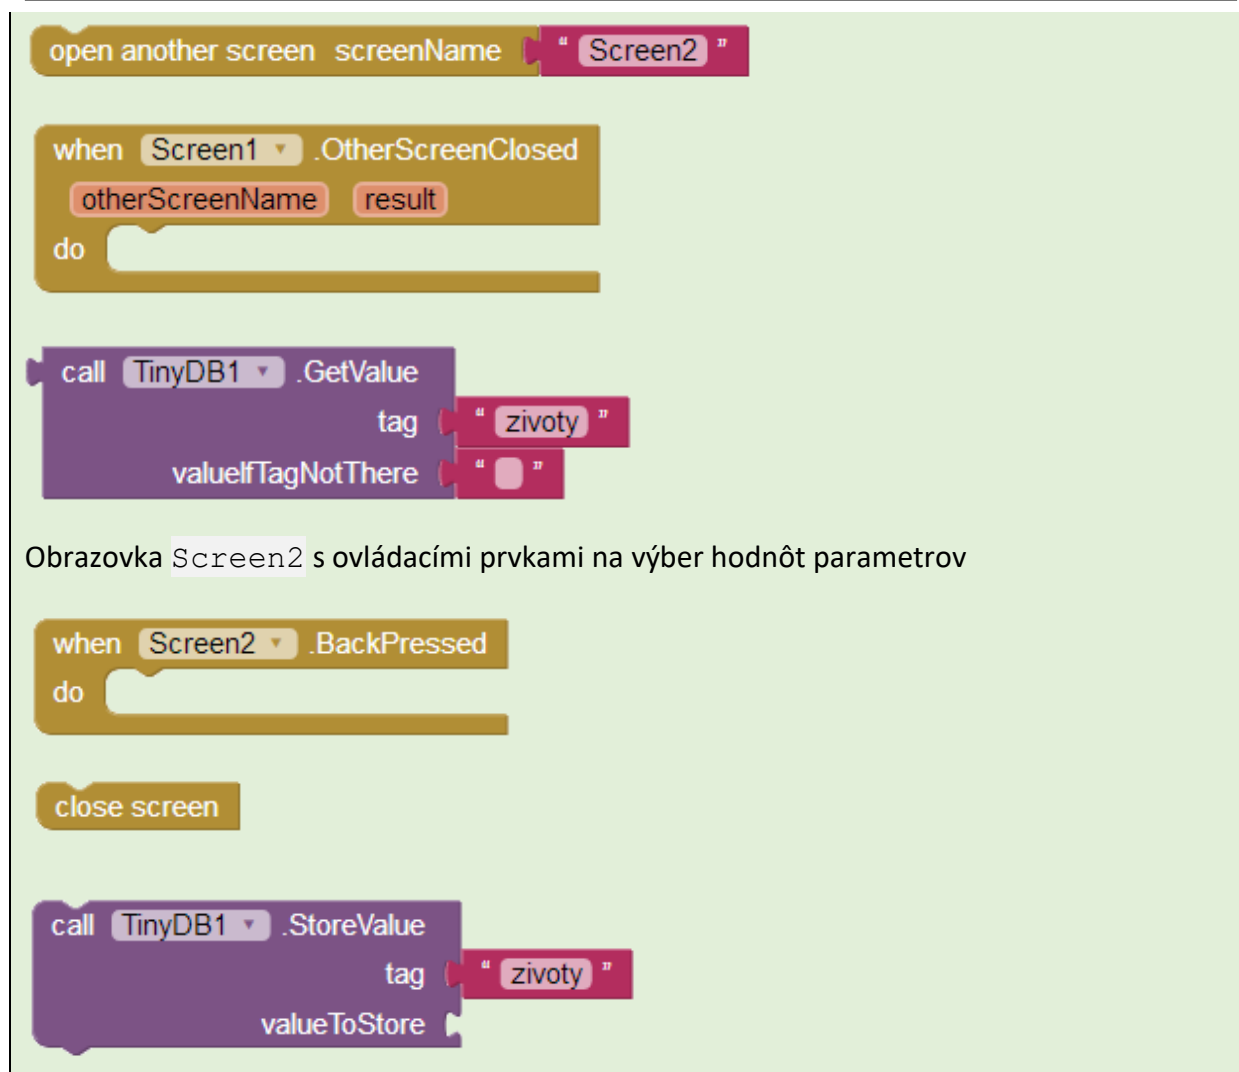 open another screen screenName " Screen2 "
when Screen1 .OtherScreenClosed
otherScreenName result
do
call TinyDB1 .GetValue
tag " zivoty "
valueIfTagNotThere " "
Obrazovka Screen2 s ovládacími prvkami na výber hodnôt parametrov
when Screen2 .BackPressed
do
close screen
call TinyDB1 .StoreValue
tag " zivoty "
valueToStore